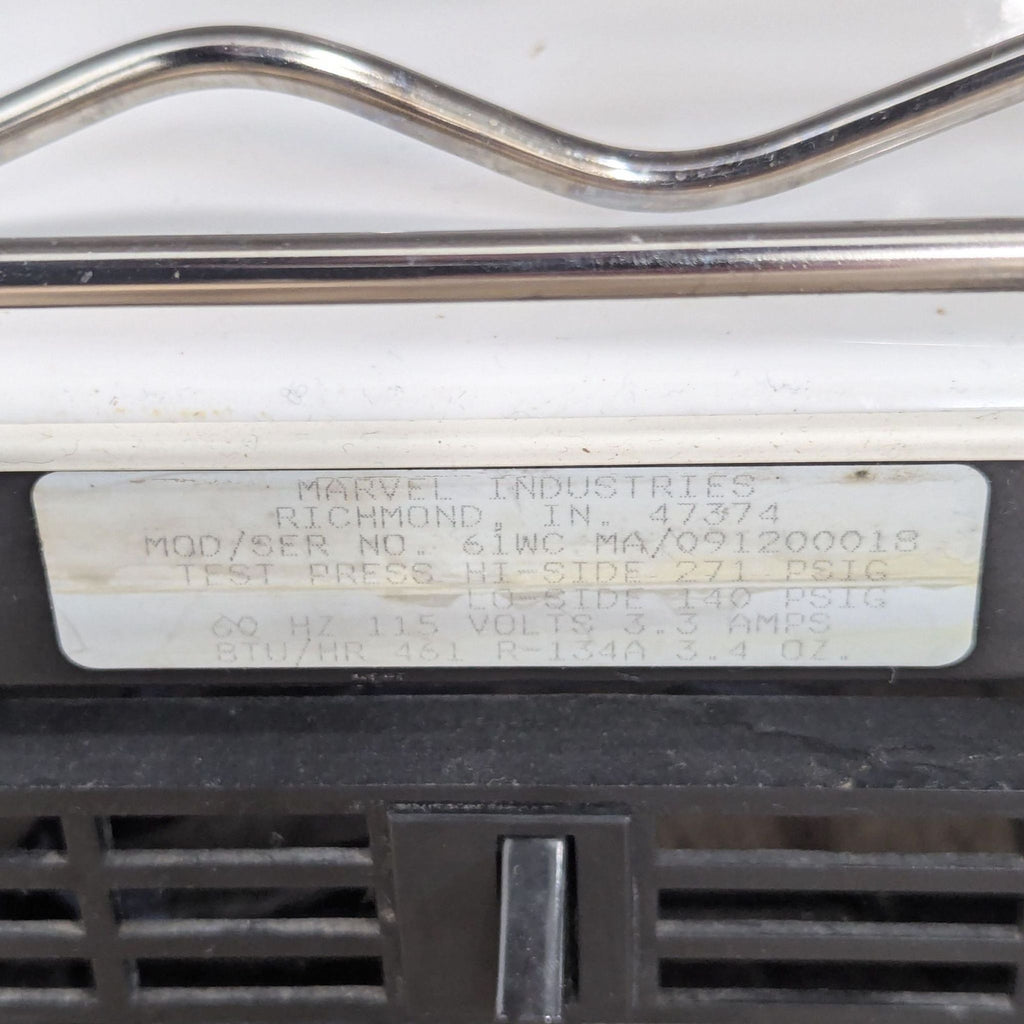 MARVEL INDUSTRIES
RICHMOND, IN. 47374
MOD/SER NO. 61WC MA/091200018
TEST PRESS HI-SIDE 271 PSIG
LO-SIDE 140 PSIG
60 HZ 115 VOLTS 3.3 AMPS
BTU/HR 461 R-134A 3.4 OZ.